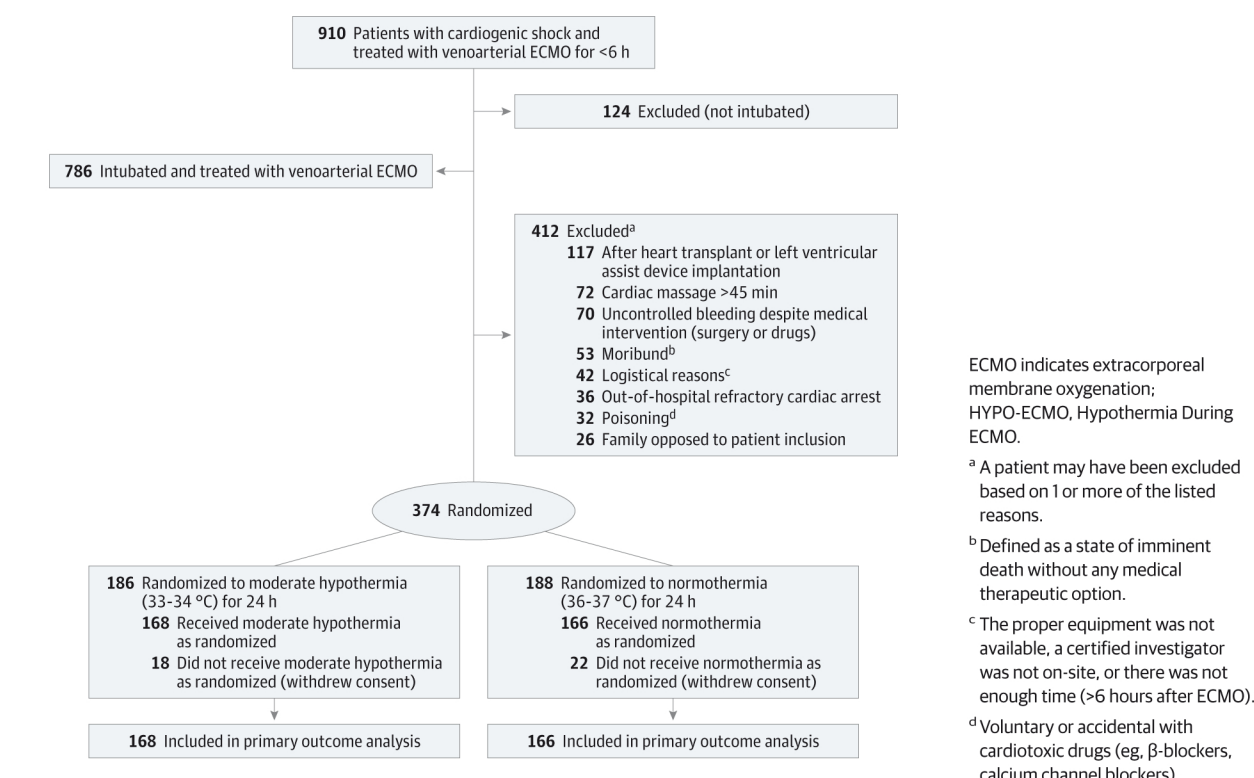 910 Patients with cardiogenic shock and
treated with venoarterial ECMO for <6 h
124 Excluded (not intubated)
786 Intubated and treated with venoarterial ECMO
412 Excludedᵃ
117 After heart transplant or left ventricular
assist device implantation
72 Cardiac massage >45 min
70 Uncontrolled bleeding despite medical
intervention (surgery or drugs)
53 Moribundᵇ
42 Logistical reasonsᶜ
36 Out-of-hospital refractory cardiac arrest
32 Poisoningᵈ
26 Family opposed to patient inclusion
374 Randomized
186 Randomized to moderate hypothermia
(33-34 °C) for 24 h
168 Received moderate hypothermia
as randomized
18 Did not receive moderate hypothermia
as randomized (withdrew consent)
188 Randomized to normothermia
(36-37 °C) for 24 h
166 Received normothermia
as randomized
22 Did not receive normothermia as
randomized (withdrew consent)
168 Included in primary outcome analysis
166 Included in primary outcome analysis
ECMO indicates extracorporeal
membrane oxygenation;
HYPO-ECMO, Hypothermia During
ECMO.
ᵃ A patient may have been excluded
based on 1 or more of the listed
reasons.
ᵇ Defined as a state of imminent
death without any medical
therapeutic option.
ᶜ The proper equipment was not
available, a certified investigator
was not on-site, or there was not
enough time (>6 hours after ECMO).
ᵈ Voluntary or accidental with
cardiotoxic drugs (eg, β-blockers,
calcium channel blockers)